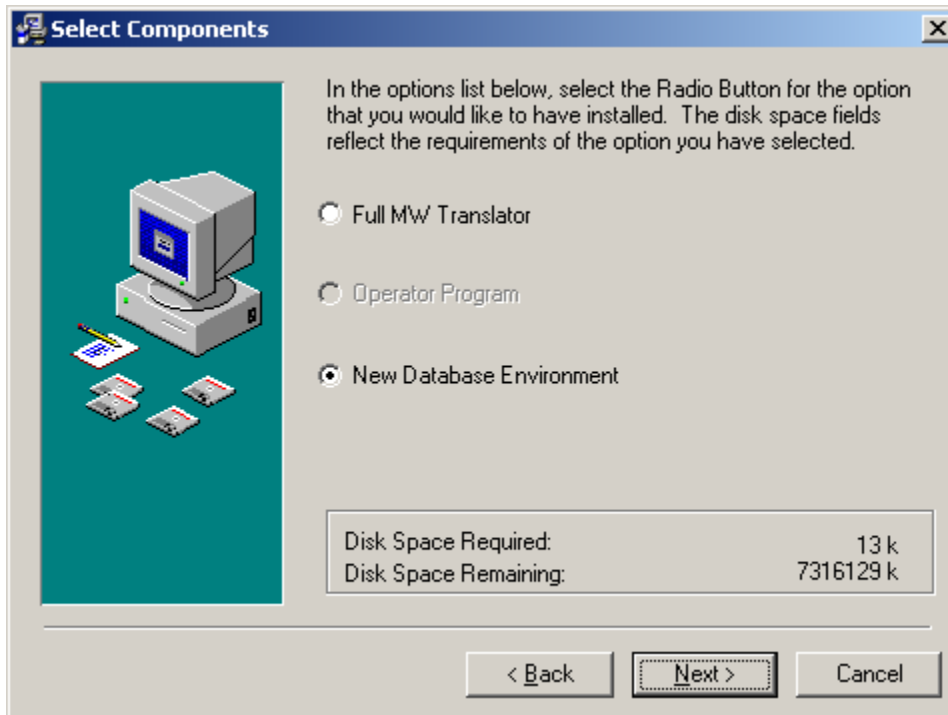 Select Components
In the options list below, select the Radio Button for the option
that you would like to have installed.  The disk space fields
reflect the requirements of the option you have selected.
Full MW Translator
Operator Program
New Database Environment
Disk Space Required: 13 k
Disk Space Remaining: 7316129 k
< Back Next > Cancel